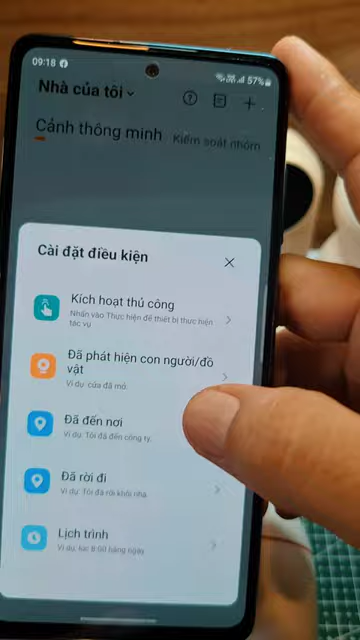 09:18
57%
Nhà của tôi
Cảnh thông minh
Kiểm soát nhóm
Cài đặt điều kiện
Kích hoạt thủ công
Nhấn vào Thực hiện để thiết bị thực hiện
tác vụ
Đã phát hiện con người/đồ
vật
Ví dụ: cửa đã mở.
Đã đến nơi
Ví dụ: Tôi đã đến công ty.
Đã rời đi
Ví dụ: Tôi đã rời khỏi nhà.
Lịch trình
Ví dụ, lúc 8:00 hàng ngày.